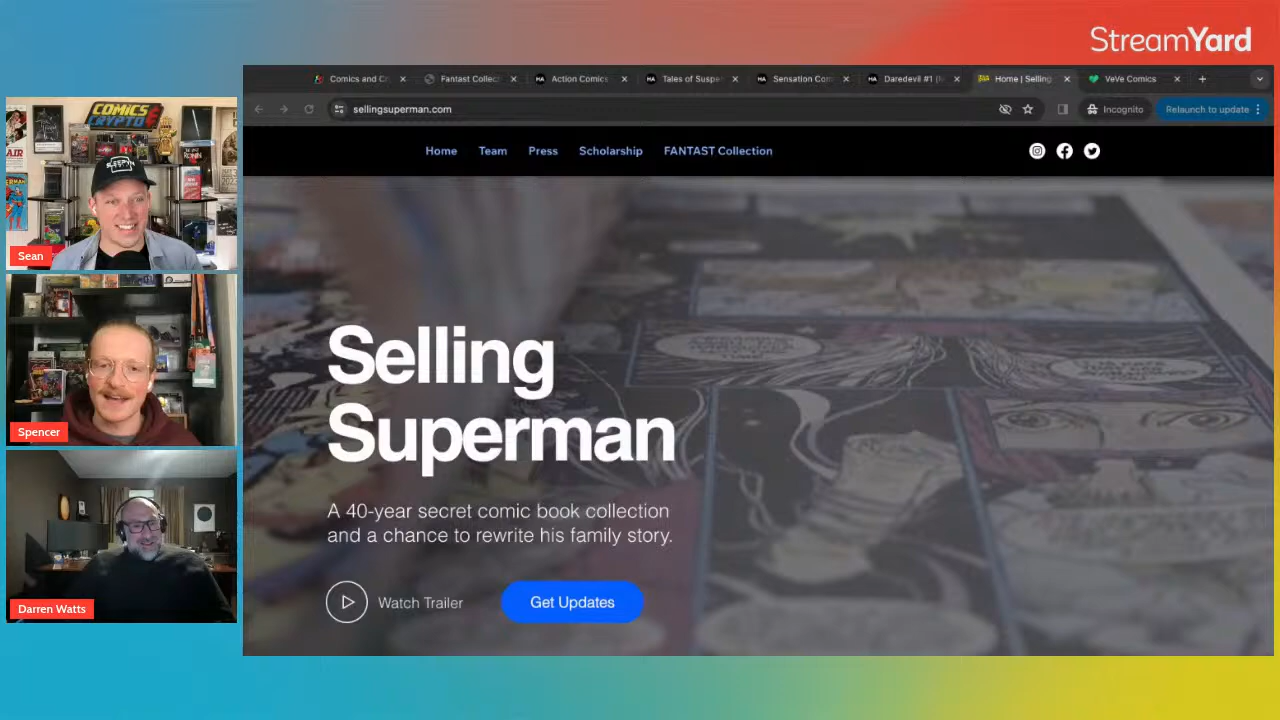 StreamYard
Comics and Cr
Fantast Collec
Action Comics
Tales of Suspe
Sensation Com
Daredevil #1 (
Home | Selling
VeVe Comics
sellingsuperman.com
Incognito
Relaunch to update
Home
Team
Press
Scholarship
FANTAST Collection
COMICS
CRYPTO
Sean
Spencer
Darren Watts
Selling
Superman
A 40-year secret comic book collection
and a chance to rewrite his family story.
Watch Trailer
Get Updates